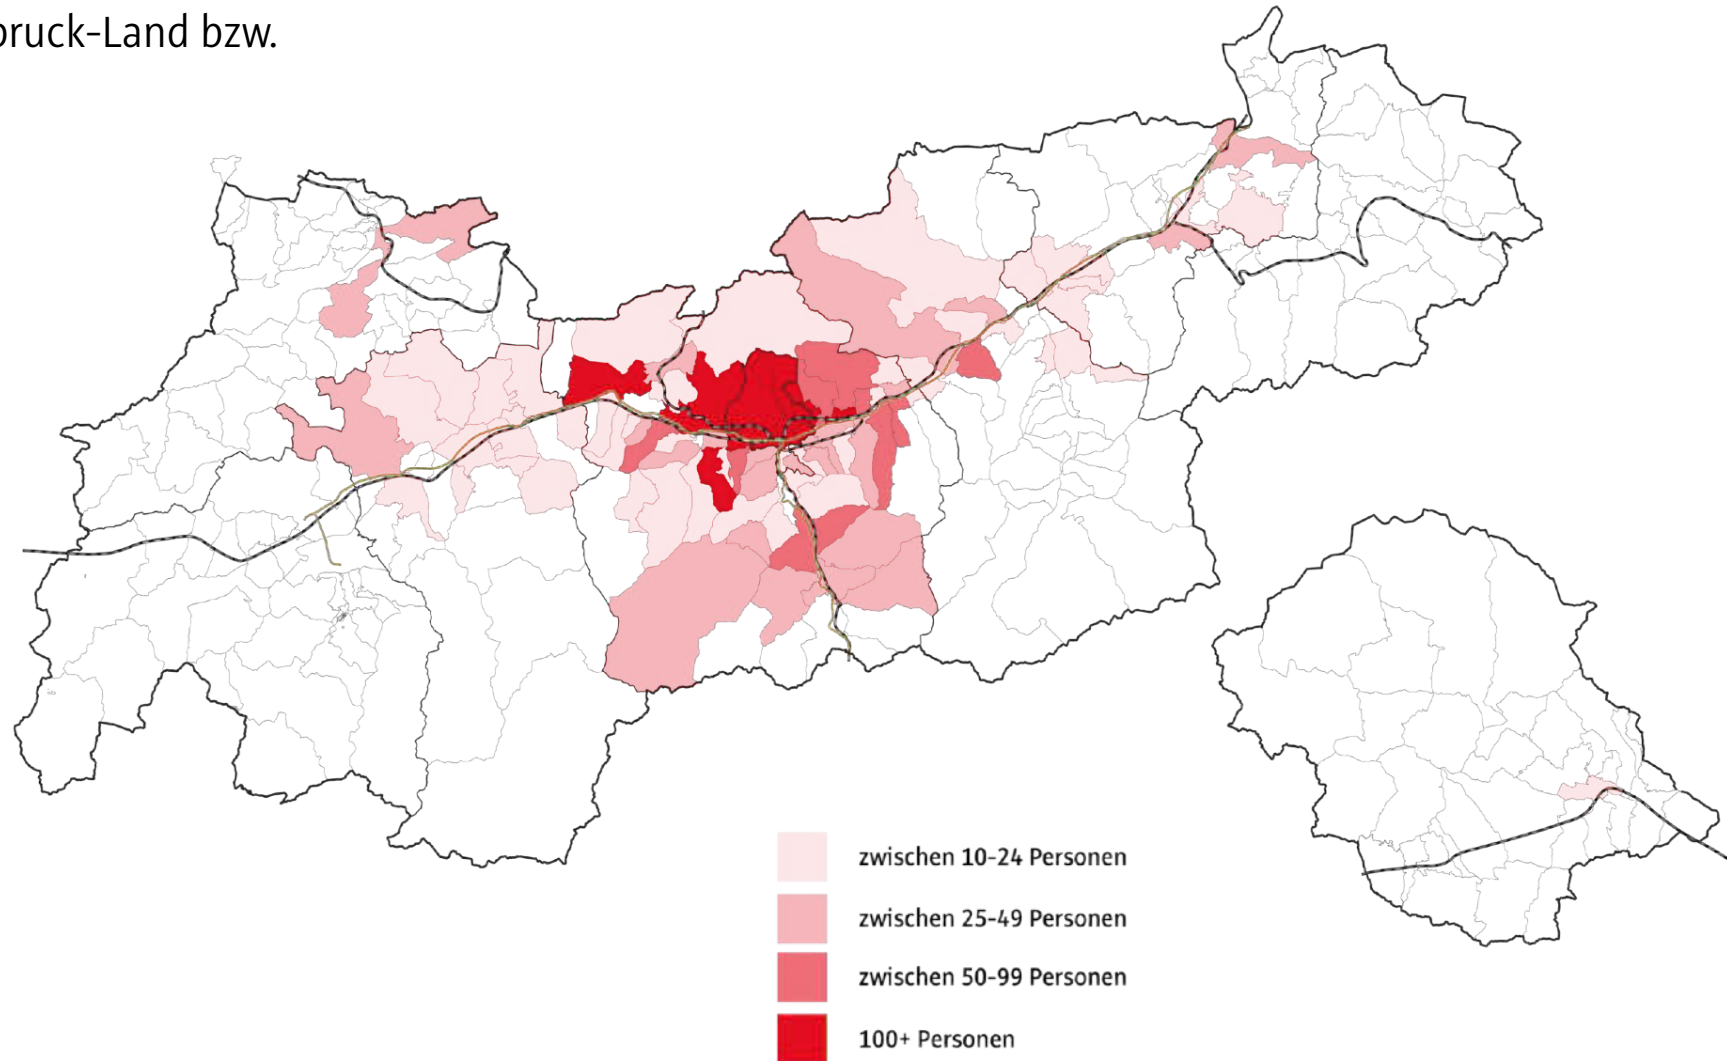 bruck-Land bzw.
zwischen 10-24 Personen
zwischen 25-49 Personen
zwischen 50-99 Personen
100+ Personen